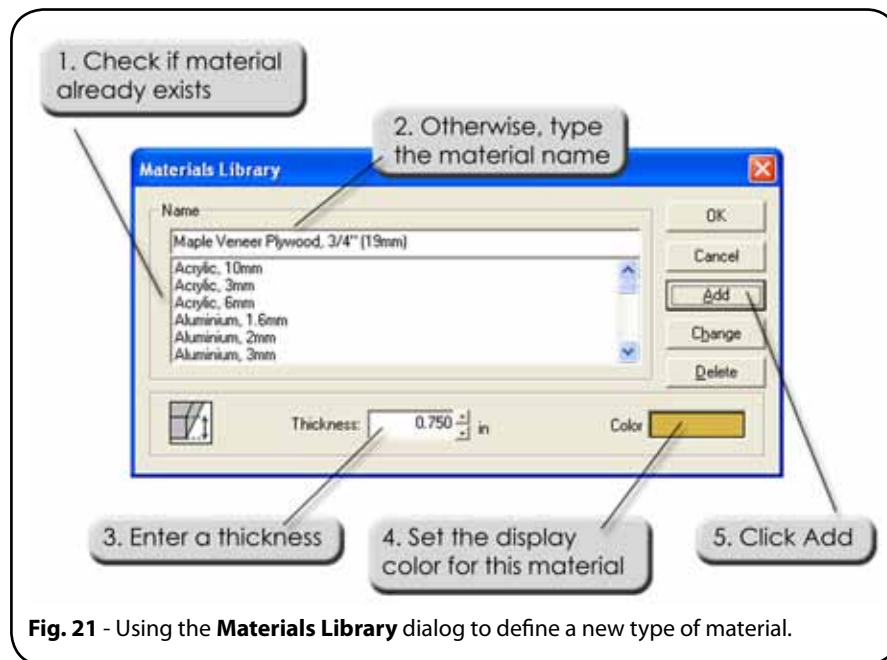 1. Check if material
already exists
2. Otherwise, type
the material name
Materials Library
Name
Maple Veneer Plywood, 3/4" (19mm)
Acrylic, 10mm
Acrylic, 3mm
Acrylic, 6mm
Aluminium, 1.6mm
Aluminium, 2mm
Aluminium, 3mm
OK
Cancel
Add
Change
Delete
Thickness: 0.750 in
Color
3. Enter a thickness
4. Set the display
color for this material
5. Click Add
Fig. 21 - Using the Materials Library dialog to define a new type of material.